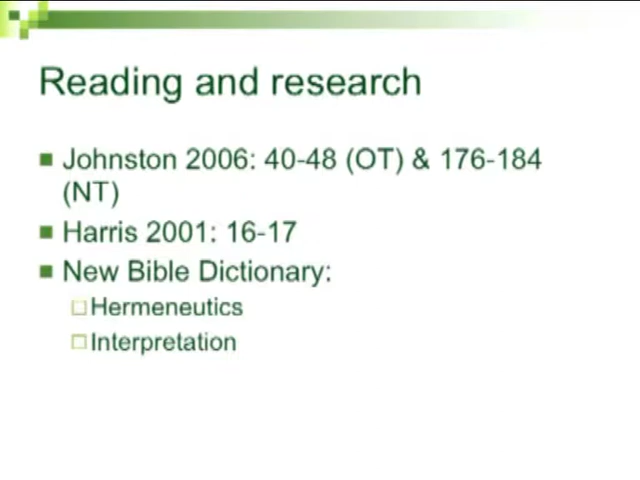 Reading and research
Johnston 2006: 40-48 (OT) & 176-184
(NT)
Harris 2001: 16-17
New Bible Dictionary:
Hermeneutics
Interpretation